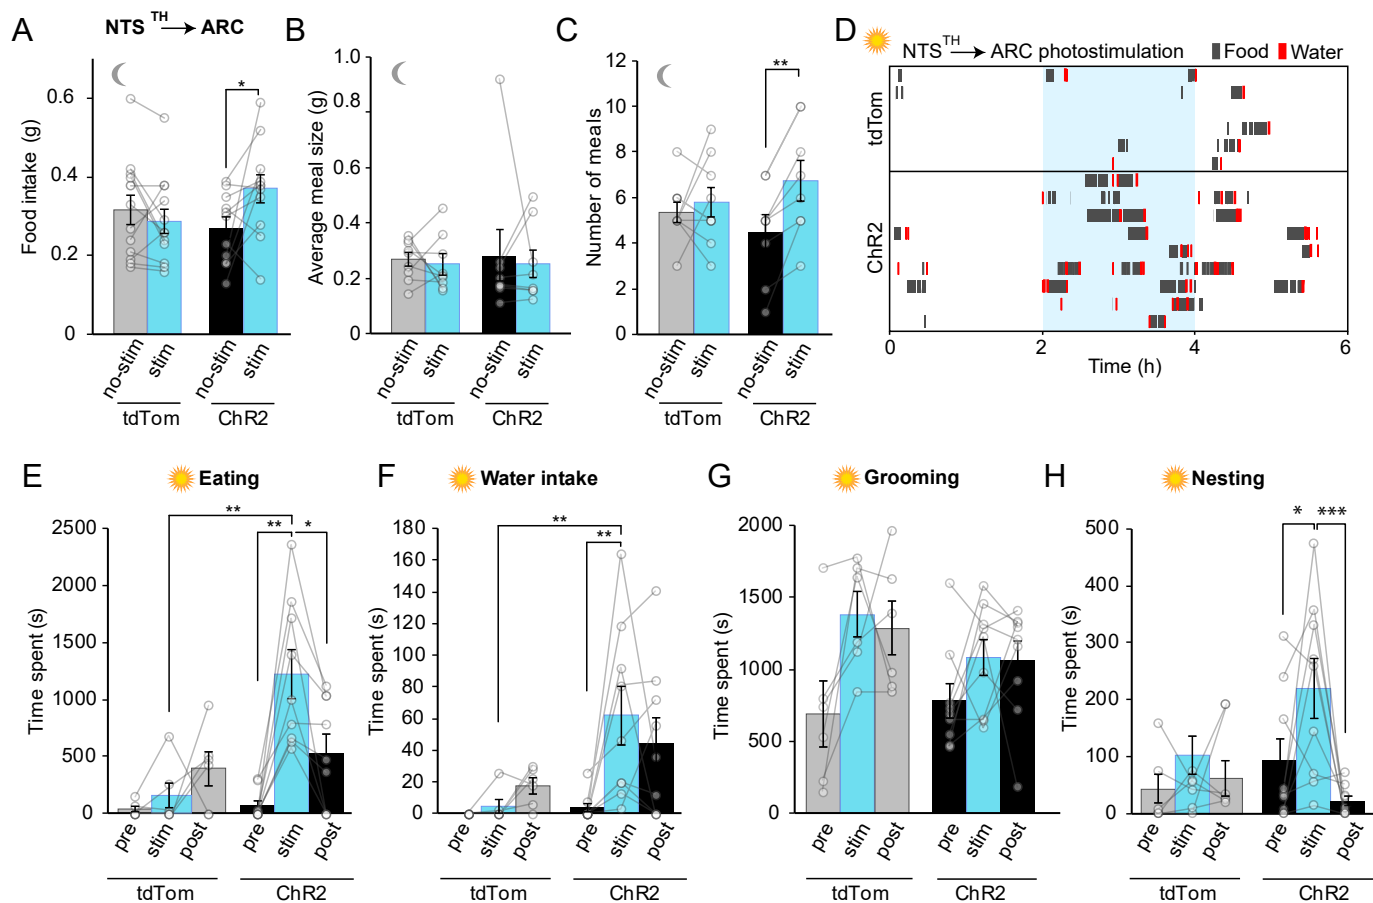 A
NTS TH → ARC
Food intake (g)
0.6
0.4
0.2
0
*
no-stim
stim
no-stim
stim
tdTom
ChR2
B
Average meal size (g)
1.0
0.8
0.6
0.4
0.2
0
no-stim
stim
no-stim
stim
tdTom
ChR2
C
Number of meals
12
10
8
6
4
2
0
**
no-stim
stim
no-stim
stim
tdTom
ChR2
D
NTS TH → ARC photostimulation
Food
Water
tdTom
ChR2
0
2
4
6
Time (h)
E
Eating
Time spent (s)
2500
2000
1500
1000
500
0
**
**
*
pre
stim
post
pre
stim
post
tdTom
ChR2
F
Water intake
Time spent (s)
180
160
140
120
100
80
60
40
20
0
**
**
pre
stim
post
pre
stim
post
tdTom
ChR2
G
Grooming
Time spent (s)
2000
1500
1000
500
0
pre
stim
post
pre
stim
post
tdTom
ChR2
H
Nesting
Time spent (s)
500
400
300
200
100
0
*
***
pre
stim
post
pre
stim
post
tdTom
ChR2